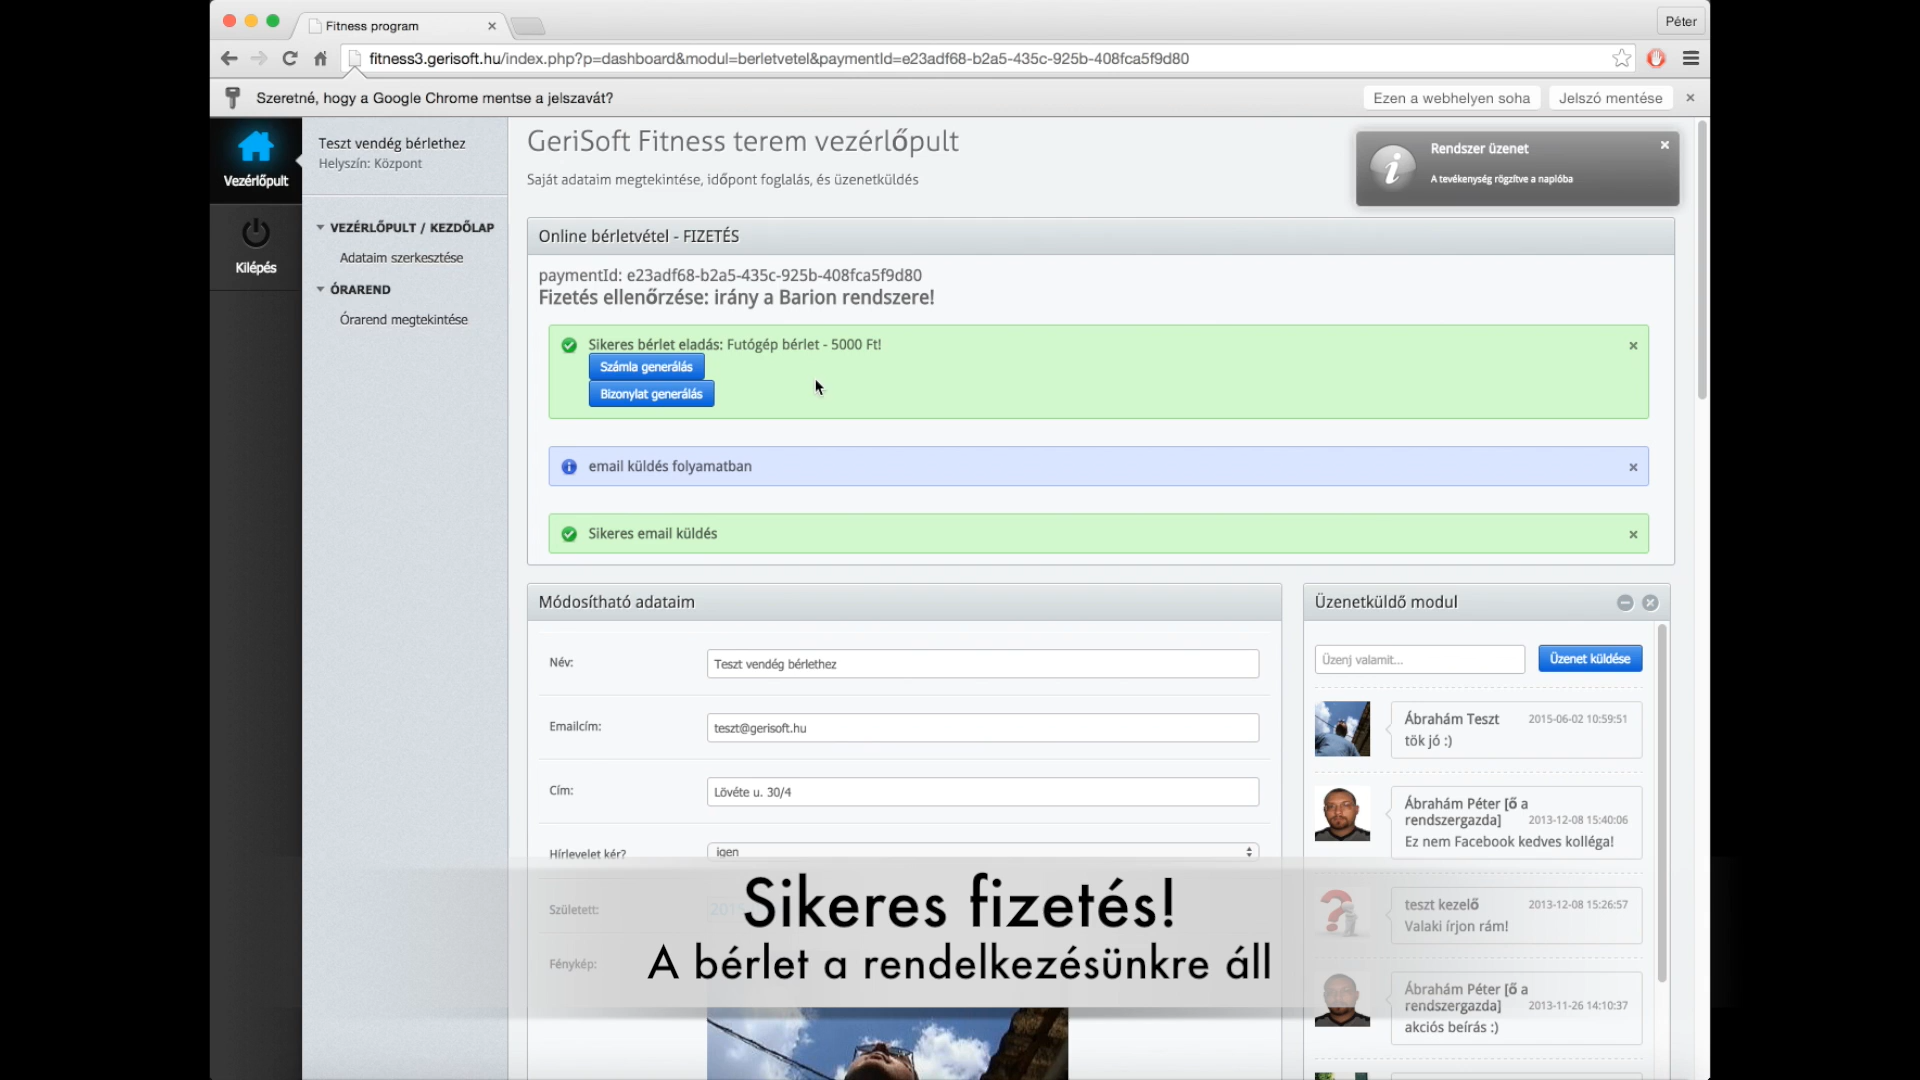 Fitness program
Péter
fitness3.gerisoft.hu/index.php?p=dashboard&modul=berletvetel&paymentId=e23adf68-b2a5-435c-925b-408fca5f9d80
Szeretné, hogy a Google Chrome mentse a jelszavát?
Ezen a webhelyen soha
Jelszó mentése
Vezérlőpult
Kilépés
Teszt vendég bérlethez
Helyszín: Központ
VEZÉRLŐPULT / KEZDŐLAP
Adataim szerkesztése
ÓRAREND
Órarend megtekintése
GeriSoft Fitness terem vezérlőpult
Saját adataim megtekintése, időpont foglalás, és üzenetküldés
Rendszer üzenet
A tevékenység rögzítve a naplóba
Online bérletvétel - FIZETÉS
paymentId: e23adf68-b2a5-435c-925b-408fca5f9d80
Fizetés ellenőrzése: irány a Barion rendszere!
Sikeres bérlet eladás: Futógép bérlet - 5000 Ft!
Számla generálás
Bizonylat generálás
email küldés folyamatban
Sikeres email küldés
Módosítható adataim
Név:
Teszt vendég bérlethez
Emailcím:
teszt@gerisoft.hu
Cím:
Lövéte u. 30/4
Hírlevelet kér?
igen
Született:
Fénykép:
Üzenetküldő modul
Üzenj valamit...
Üzenet küldése
Ábrahám Teszt
2015-06-02 10:59:51
tök jó :)
Ábrahám Péter [ő a
rendszergazda]
2013-12-08 15:40:06
Ez nem Facebook kedves kolléga!
teszt kezelő
2013-12-08 15:26:57
Valaki írjon rám!
Ábrahám Péter [ő a
rendszergazda]
2013-11-26 14:10:37
akciós beírás :)
Sikeres fizetés!
A bérlet a rendelkezésünkre áll